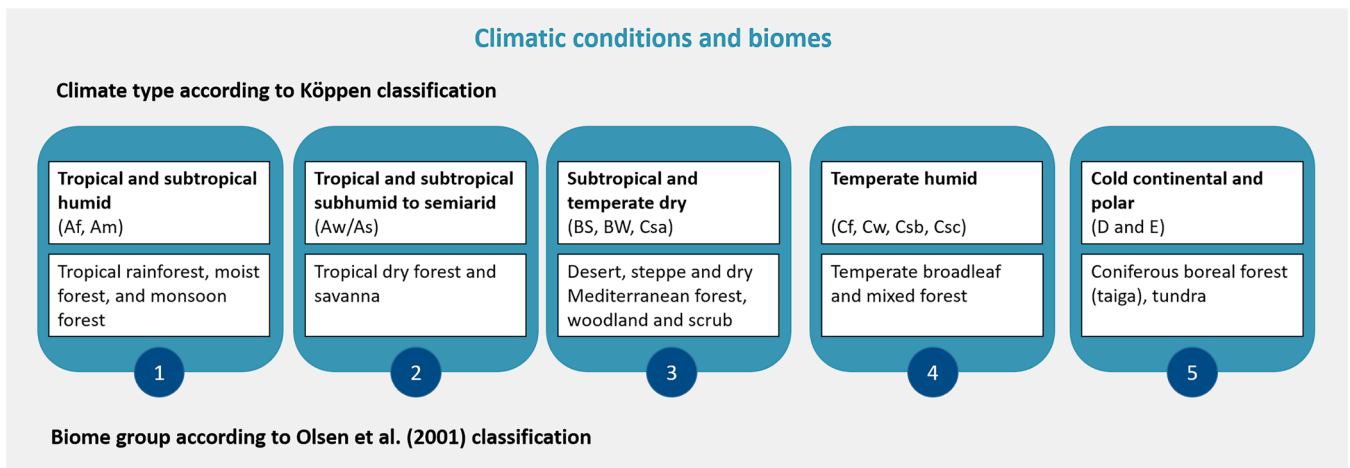 Climatic conditions and biomes
Climate type according to Köppen classification
Tropical and subtropical
humid
(Af, Am)
Tropical rainforest, moist
forest, and monsoon
forest
1
Tropical and subtropical
subhumid to semiarid
(Aw/As)
Tropical dry forest and
savanna
2
Subtropical and
temperate dry
(BS, BW, Csa)
Desert, steppe and dry
Mediterranean forest,
woodland and scrub
3
Temperate humid
(Cf, Cw, Csb, Csc)
Temperate broadleaf
and mixed forest
4
Cold continental and
polar
(D and E)
Coniferous boreal forest
(taiga), tundra
5
Biome group according to Olsen et al. (2001) classification